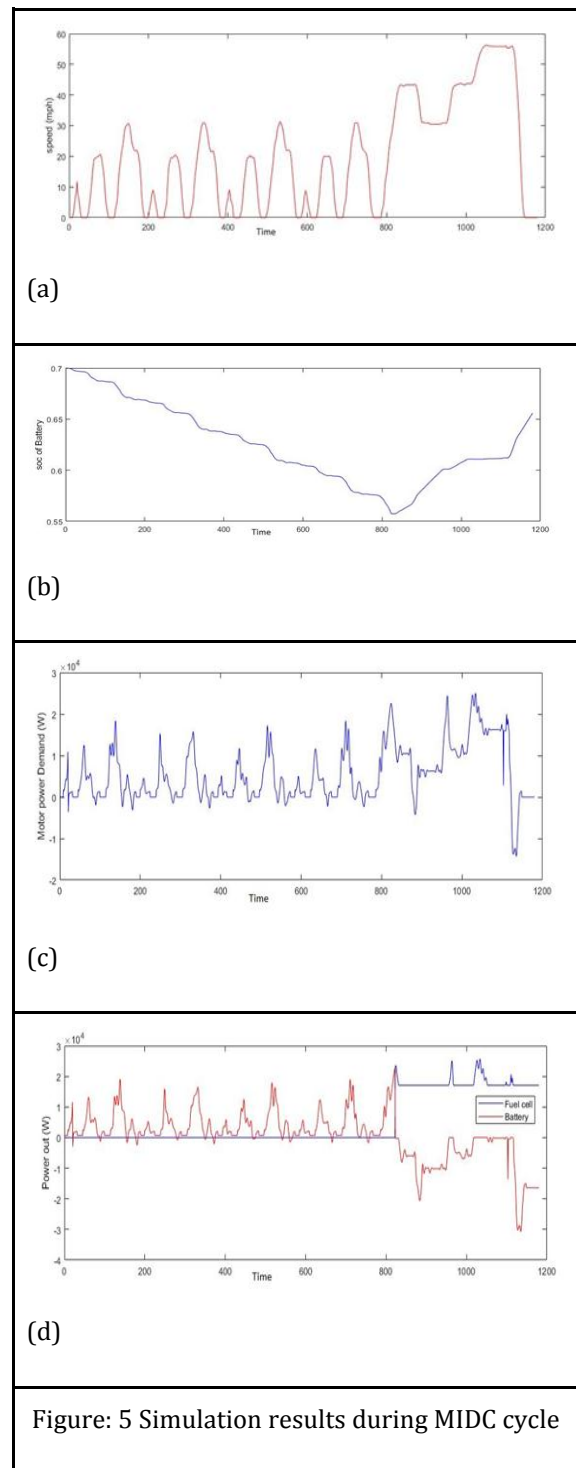 60
50
40
30
20
10
0
speed (mph)
0 200 400 600 800 1000 1200
Time
(a)
0.7
0.65
0.6
0.55
soc of Battery
0 200 400 600 800 1000 1200
Time
(b)
×10⁴
3
2
1
0
-1
-2
Motor power Demand (W)
0 200 400 600 800 1000 1200
Time
(c)
×10⁴
3
2
1
0
-1
-2
-3
-4
Power out (W)
Fuel cell
Battery
0 200 400 600 800 1000 1200
Time
(d)
Figure: 5 Simulation results during MIDC cycle